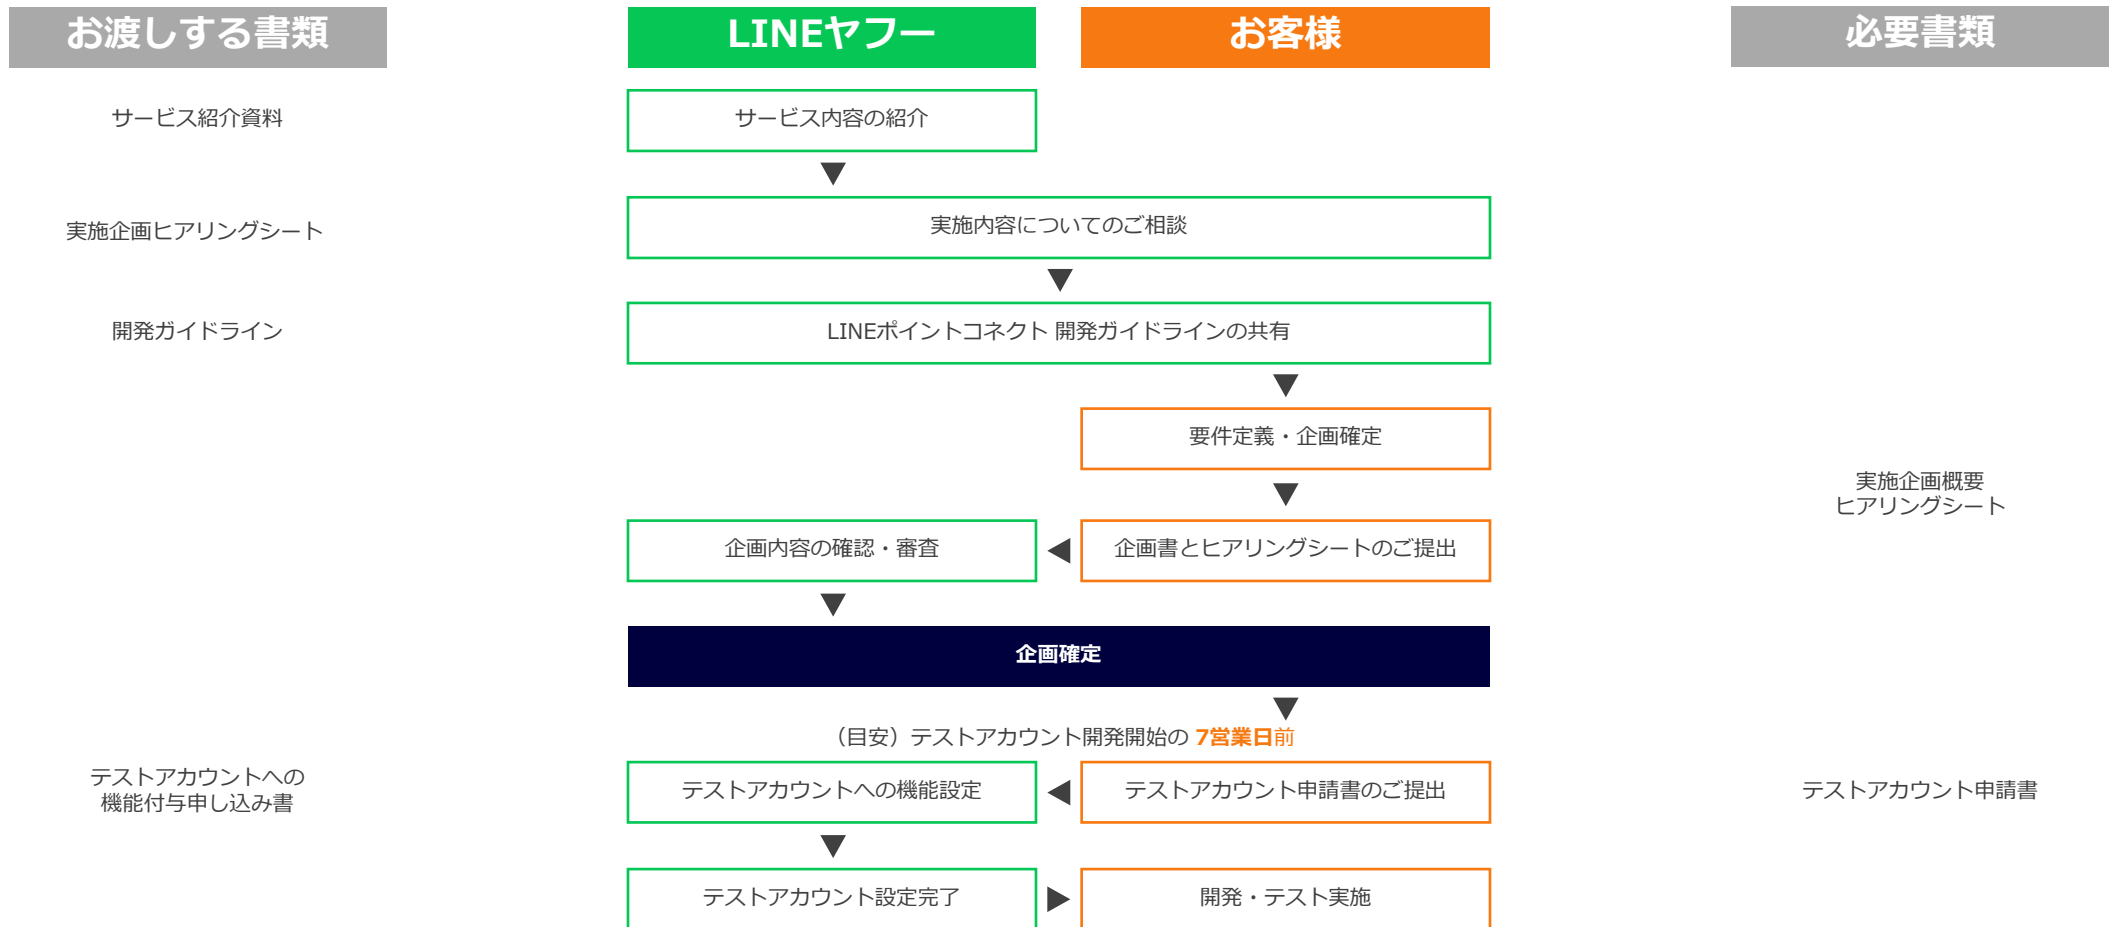 お渡しする書類
LINEヤフー
お客様
必要書類
サービス紹介資料
サービス内容の紹介
実施企画ヒアリングシート
実施内容についてのご相談
開発ガイドライン
LINEポイントコネクト 開発ガイドラインの共有
要件定義・企画確定
実施企画概要
ヒアリングシート
企画内容の確認・審査
企画書とヒアリングシートのご提出
企画確定
（目安）テストアカウント開発開始の 7営業日前
テストアカウントへの
機能付与申し込み書
テストアカウントへの機能設定
テストアカウント申請書のご提出
テストアカウント申請書
テストアカウント設定完了
開発・テスト実施